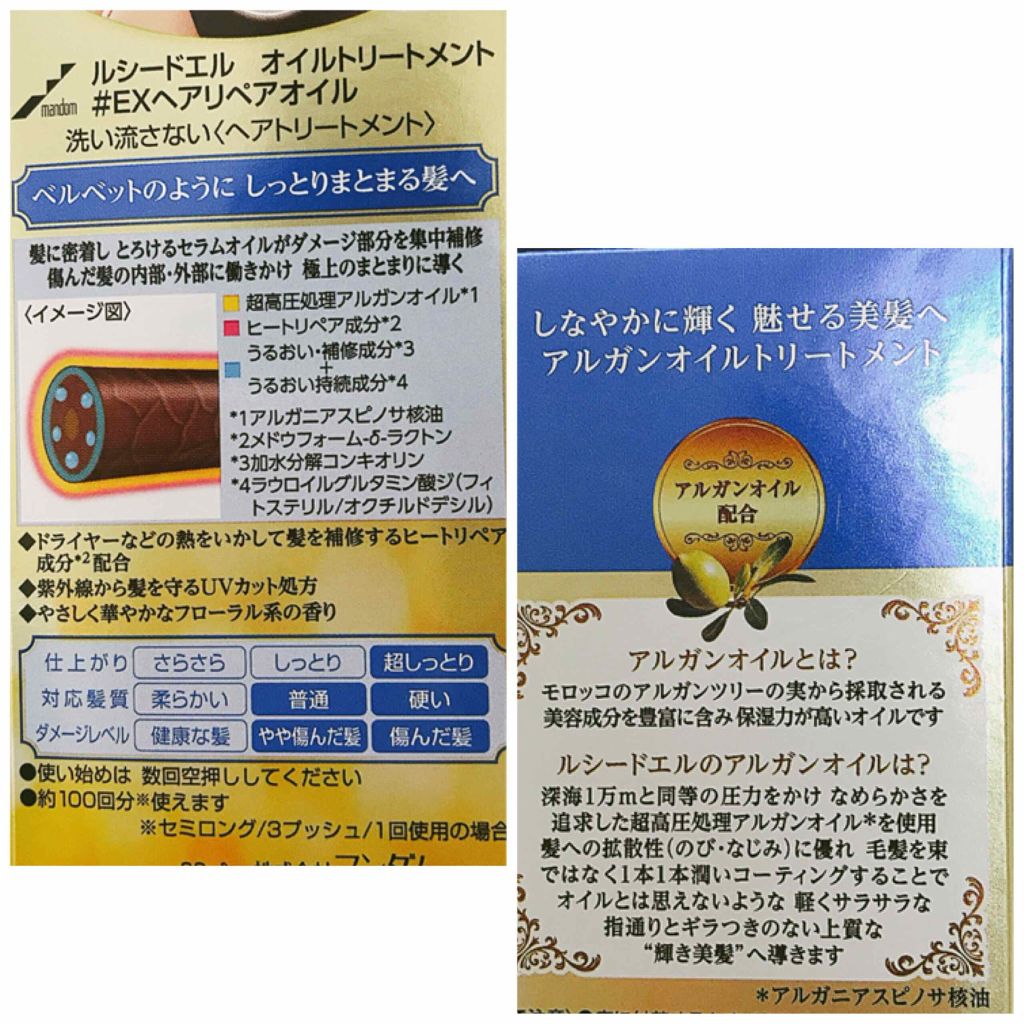 mandom
ルシードエル オイルトリートメント
#EXヘアリペアオイル
洗い流さない〈ヘアトリートメント〉
ベルベットのように しっとりまとまる髪へ
髪に密着し とろけるセラムオイルがダメージ部分を集中補修
傷んだ髪の内部・外部に働きかけ 極上のまとまりに導く
〈イメージ図〉
超高圧処理アルガンオイル*1
ヒートリペア成分*2
うるおい・補修成分*3
+
うるおい持続成分*4
*1アルガニアスピノサ核油
*2メドウフォーム-δ-ラクトン
*3加水分解コンキオリン
*4ラウロイルグルタミン酸ジ(フィ
トステリル/オクチルドデシル)
◆ドライヤーなどの熱をいかして髪を補修するヒートリペア
成分*2配合
◆紫外線から髪を守るUVカット処方
◆やさしく華やかなフローラル系の香り
仕上がり さらさら しっとり 超しっとり
対応髪質 柔らかい 普通 硬い
ダメージレベル 健康な髪 やや傷んだ髪 傷んだ髪
●使い始めは 数回空押ししてください
●約100回分※使えます
※セミロング/3プッシュ/1回使用の場合
しなやかに輝く 魅せる美髪へ
アルガンオイルトリートメント
アルガンオイル
配合
アルガンオイルとは?
モロッコのアルガンツリーの実から採取される
美容成分を豊富に含み 保湿力が高いオイルです
ルシードエルのアルガンオイルは?
深海1万mと同等の圧力をかけ なめらかさを
追求した超高圧処理アルガンオイル*を使用
髪への拡散性(のび・なじみ)に優れ 毛髪を束
ではなく1本1本潤いコーティングすることで
オイルとは思えないような 軽くサラサラな
指通りとギラつきのない上質な
“輝き美髪”へ導きます
*アルガニアスピノサ核油